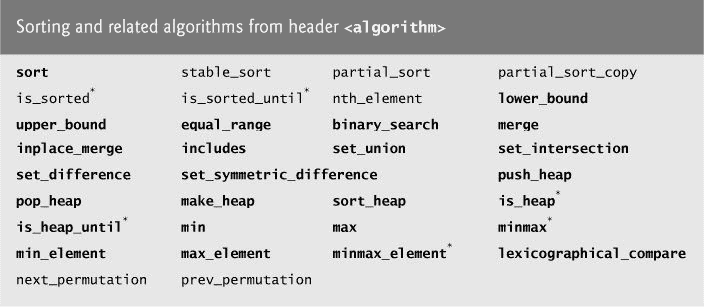 Sorting and related algorithms from header <algorithm>
sort stable_sort partial_sort partial_sort_copy
is_sorted* is_sorted_until* nth_element lower_bound
upper_bound equal_range binary_search merge
inplace_merge includes set_union set_intersection
set_difference set_symmetric_difference push_heap
pop_heap make_heap sort_heap is_heap*
is_heap_until* min max minmax*
min_element max_element minmax_element* lexicographical_compare
next_permutation prev_permutation